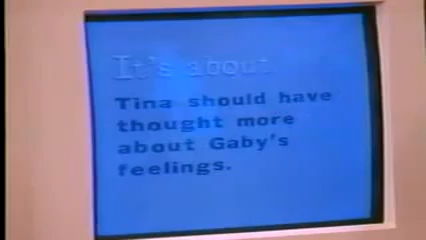 It's about
Tina should have
thought more
about Gaby's
feelings.